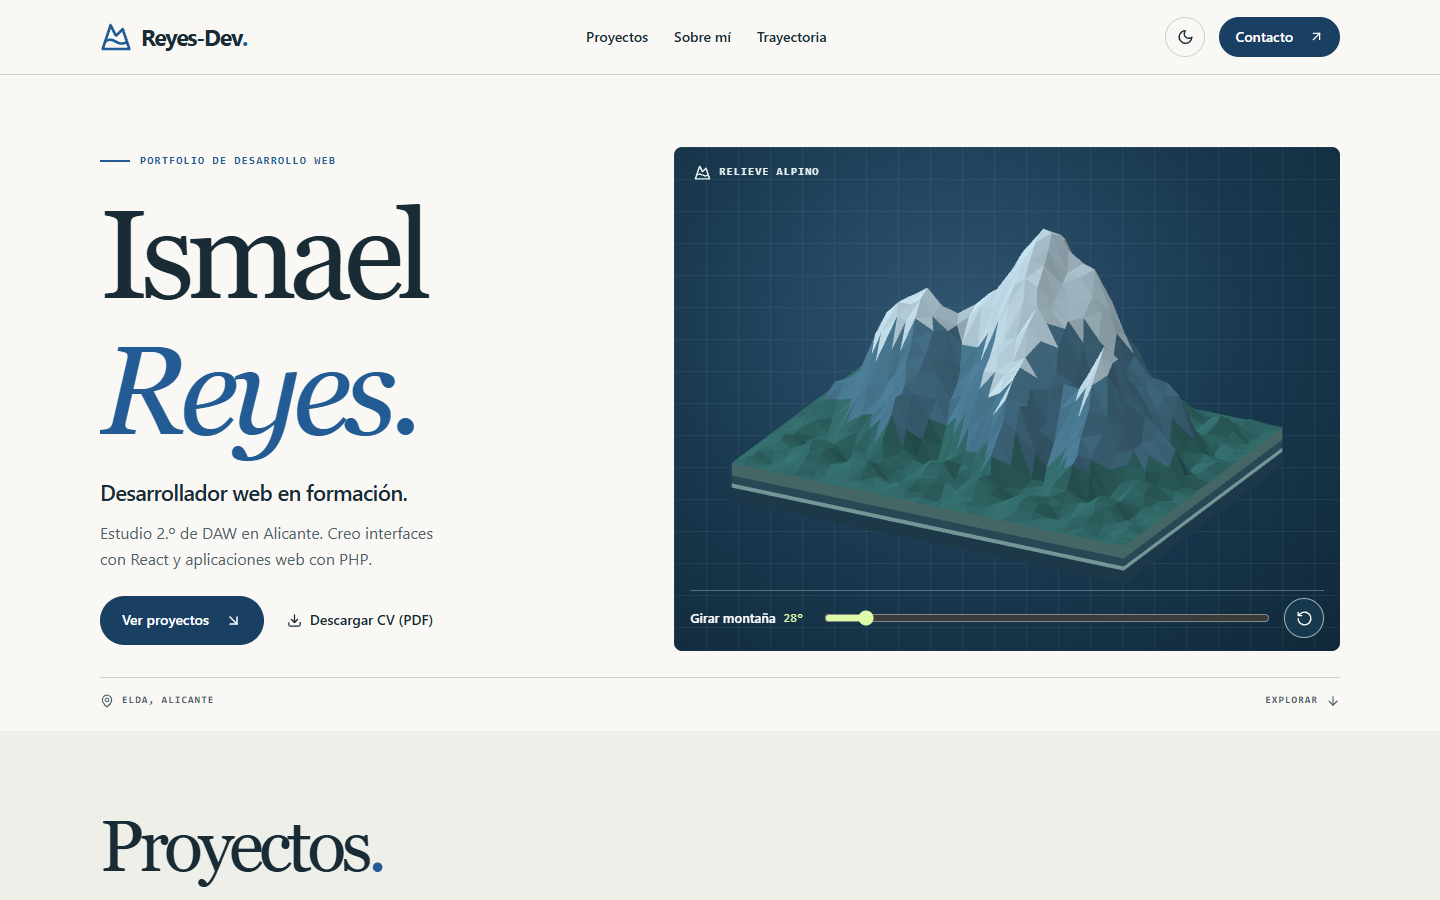 Reyes-Dev.
Proyectos
Sobre mí
Trayectoria
Contacto
PORTFOLIO DE DESARROLLO WEB
Ismael
Reyes.
Desarrollador web en formación.
Estudio 2.º de DAW en Alicante. Creo interfaces
con React y aplicaciones web con PHP.
Ver proyectos
Descargar CV (PDF)
RELIEVE ALPINO
Girar montaña 28°
ELDA, ALICANTE
EXPLORAR
Proyectos.